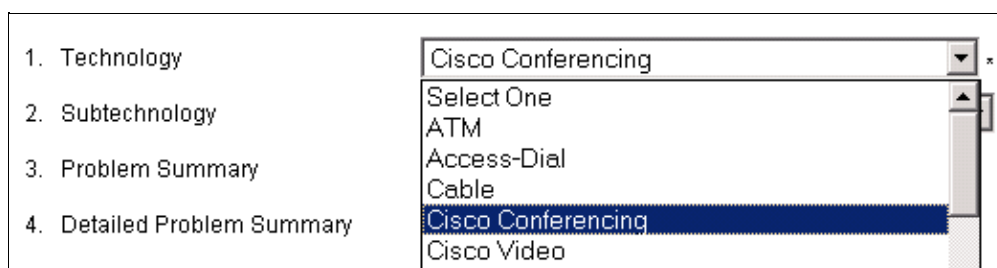 1. Technology
Cisco Conferencing *
Select One
2. Subtechnology
ATM
Access-Dial
3. Problem Summary
Cable
4. Detailed Problem Summary
Cisco Conferencing
Cisco Video